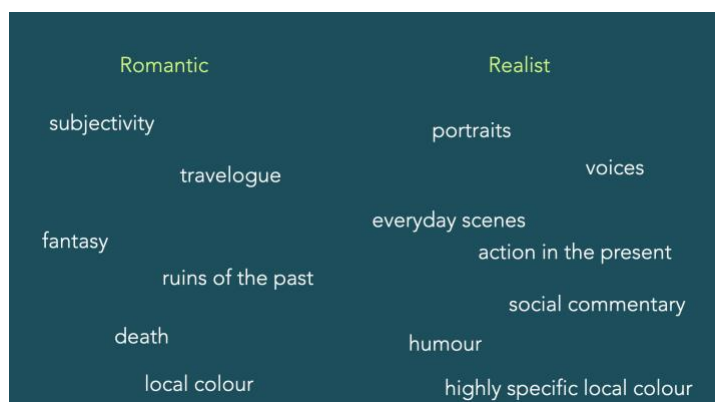 Romantic
subjectivity
travelogue
fantasy
ruins of the past
death
local colour
Realist
portraits
voices
everyday scenes
action in the present
social commentary
humour
highly specific local colour